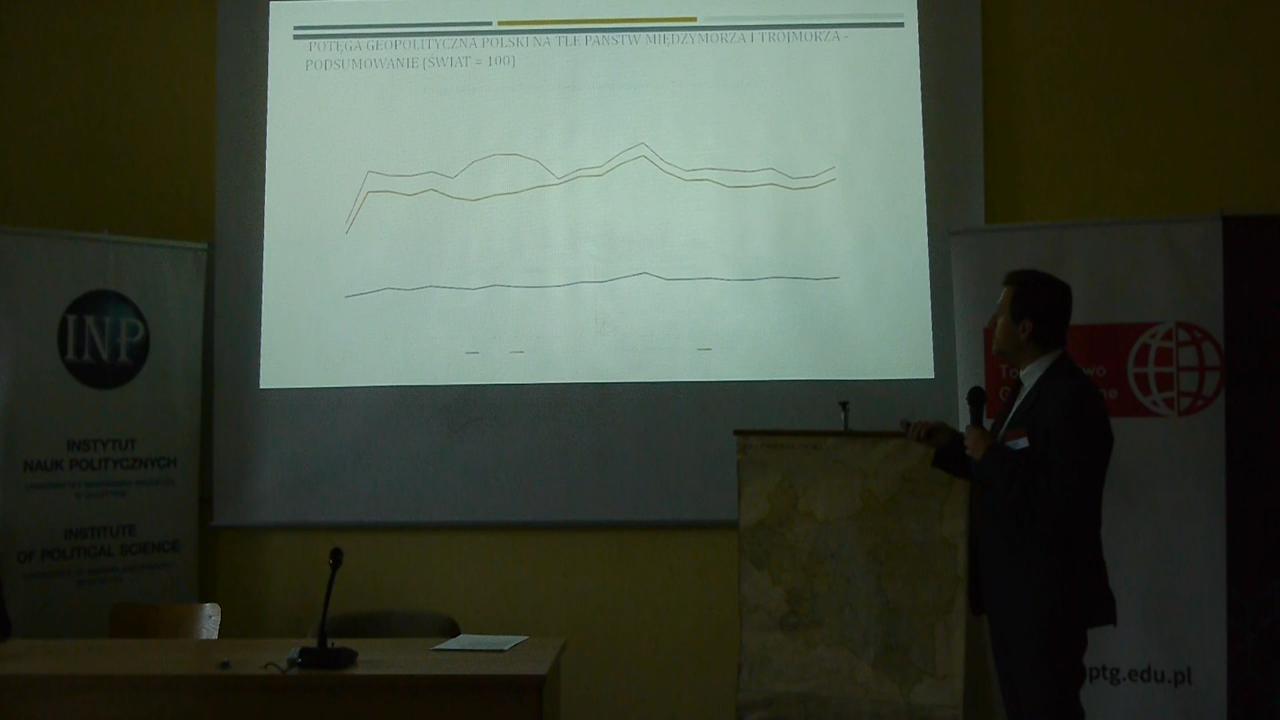 POTĘGA GEOPOLITYCZNA POLSKI NA TLE PAŃSTW MIĘDZYMORZA I TRÓJMORZA -
PODSUMOWANIE [ŚWIAT = 100]
INP
INSTYTUT
NAUK POLITYCZNYCH
INSTITUTE
OF POLITICAL SCIENCE
ptg.edu.pl